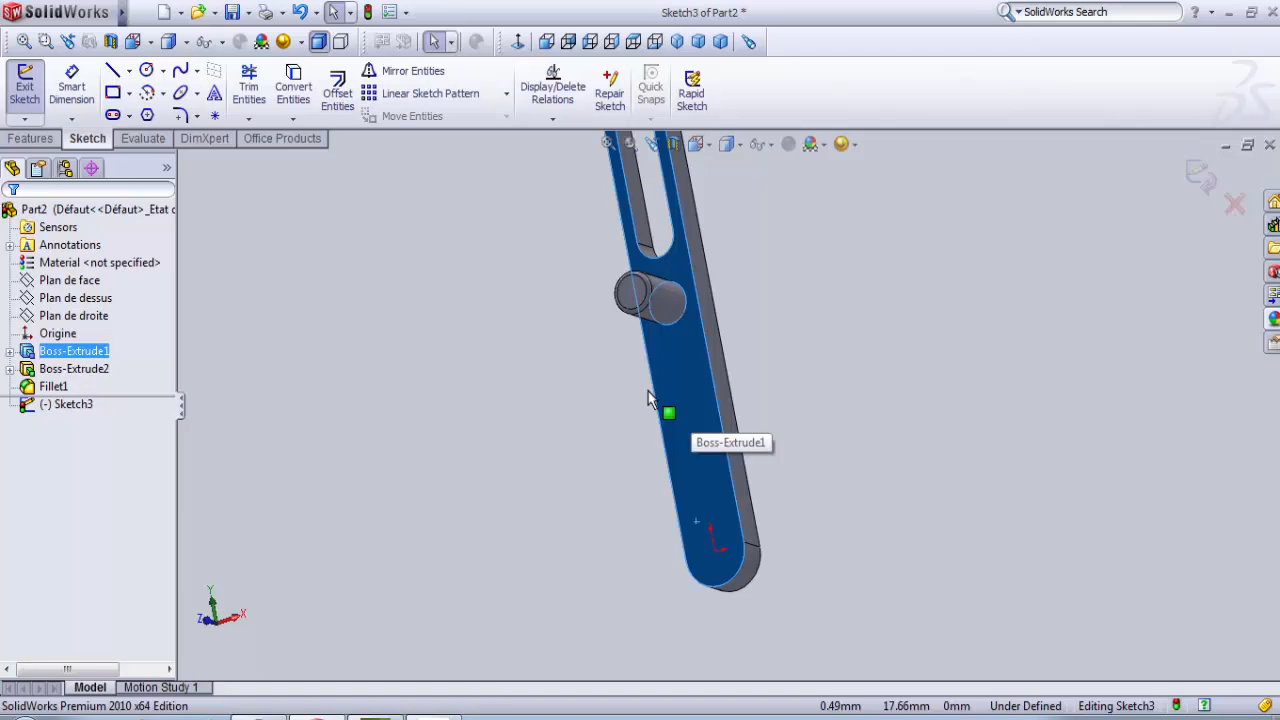 SolidWorks
Sketch3 of Part2 *
SolidWorks Search
Exit Sketch
Smart Dimension
Trim Entities
Convert Entities
Offset Entities
Mirror Entities
Linear Sketch Pattern
Move Entities
Display/Delete Relations
Repair Sketch
Quick Snaps
Rapid Sketch
Features
Sketch
Evaluate
DimXpert
Office Products
Part2 (Défaut<<Défaut>_Etat d
Sensors
Annotations
Material <not specified>
Plan de face
Plan de dessus
Plan de droite
Origine
Boss-Extrude1
Boss-Extrude2
Fillet1
(-) Sketch3
Boss-Extrude1
Y
Z
X
Model
Motion Study 1
SolidWorks Premium 2010 x64 Edition
0.49mm
17.66mm
0mm
Under Defined
Editing Sketch3